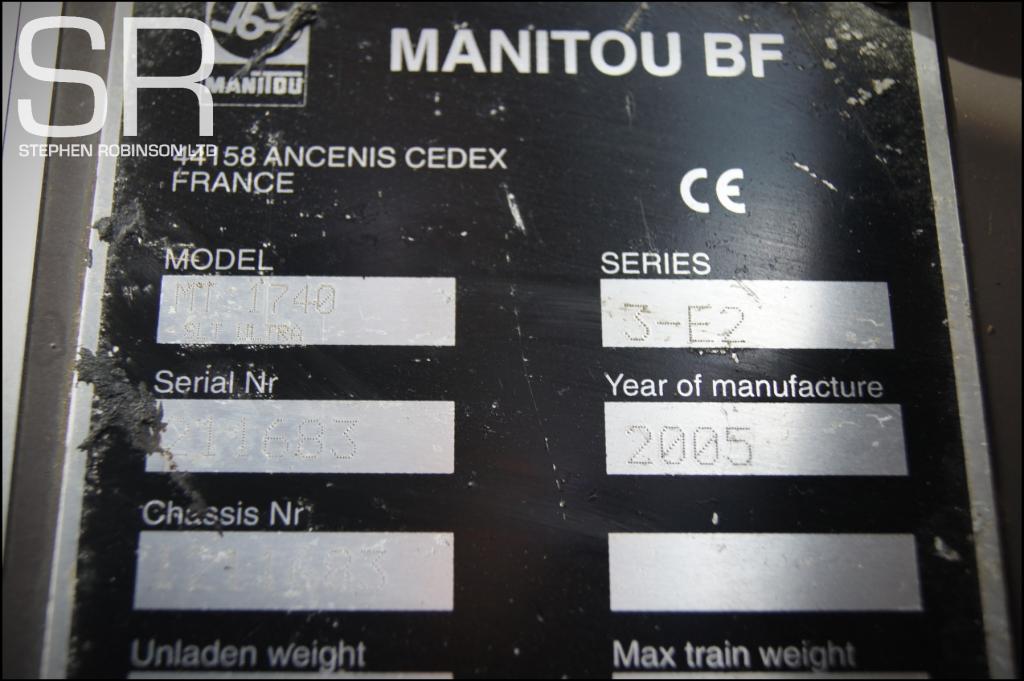 SR
STEPHEN ROBINSON LTD
MANITOU
MANITOU BF
44158 ANCENIS CEDEX
FRANCE
CE
MODEL
MT 1740
SLT ULTRA
SERIES
3-E2
Serial Nr
211683
Year of manufacture
2005
Chassis Nr
1211683
Unladen weight
Max train weight